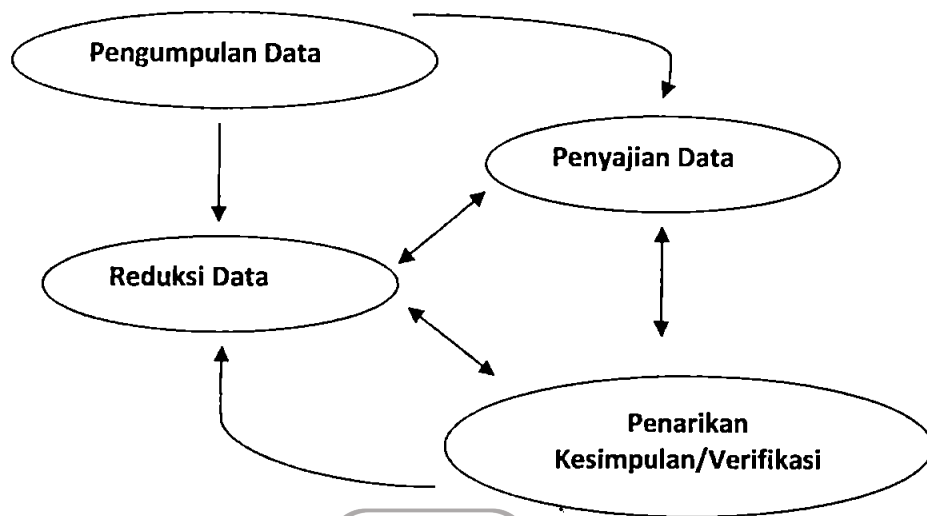 Pengumpulan Data
Penyajian Data
Reduksi Data
Penarikan
Kesimpulan/Verifikasi